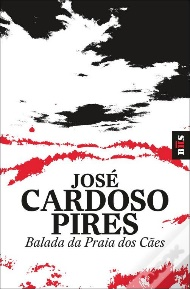 JOSÉ
CARDOSO
PIRES
Balada da Praia dos Cães